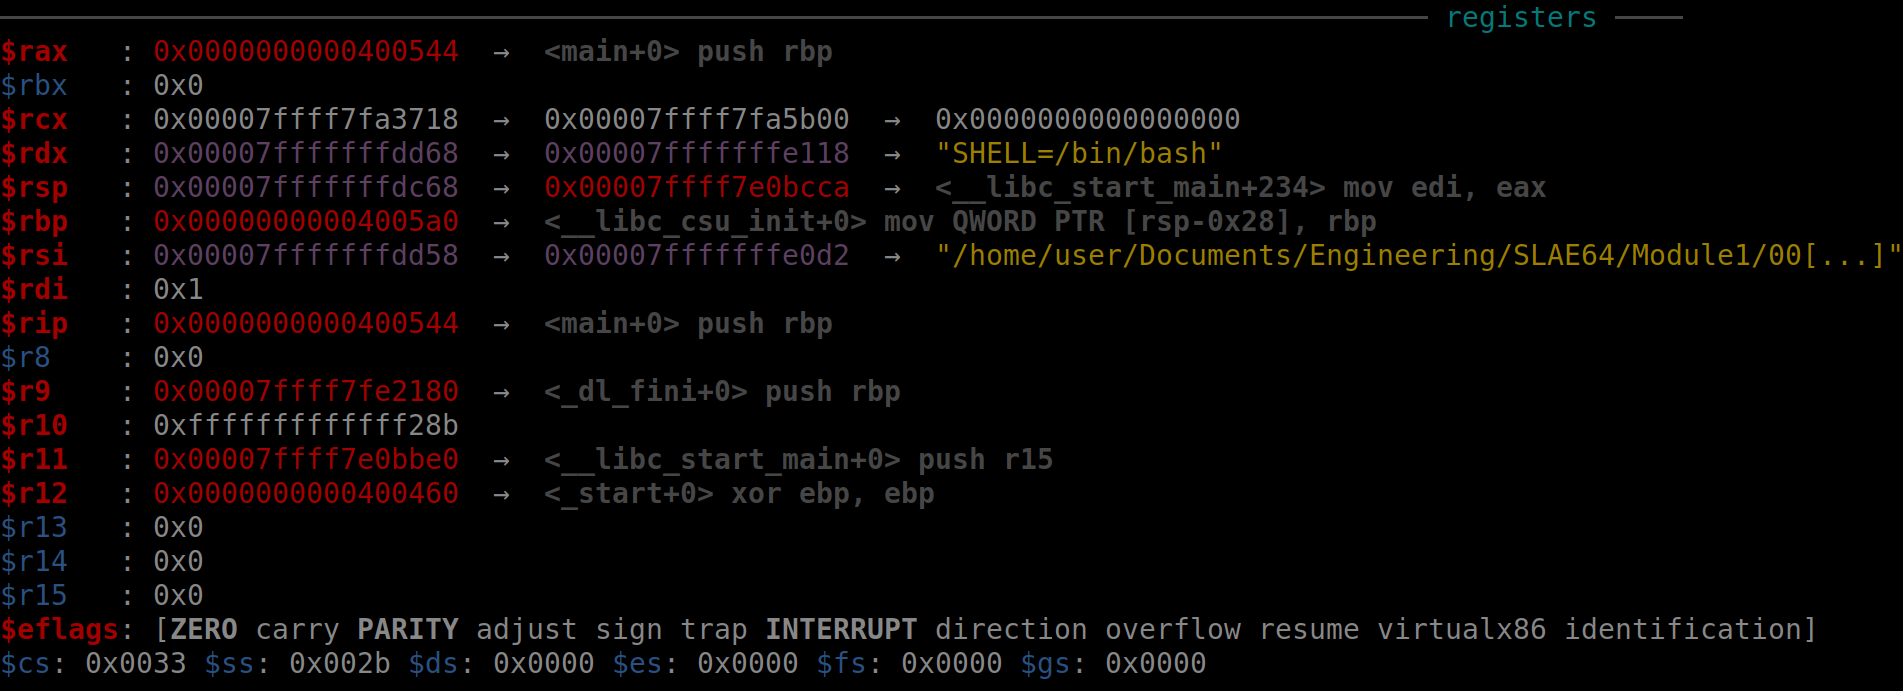 registers
$rax : 0x0000000000400544 → <main+0> push rbp
$rbx : 0x0
$rcx : 0x00007ffff7fa3718 → 0x00007ffff7fa5b00 → 0x0000000000000000
$rdx : 0x00007fffffffdd68 → 0x00007fffffffe118 → "SHELL=/bin/bash"
$rsp : 0x00007fffffffdc68 → 0x00007ffff7e0bcca → <__libc_start_main+234> mov edi, eax
$rbp : 0x00000000004005a0 → <__libc_csu_init+0> mov QWORD PTR [rsp-0x28], rbp
$rsi : 0x00007fffffffdd58 → 0x00007fffffffe0d2 → "/home/user/Documents/Engineering/SLAE64/Module1/00[...]"
$rdi : 0x1
$rip : 0x0000000000400544 → <main+0> push rbp
$r8 : 0x0
$r9 : 0x00007ffff7fe2180 → <_dl_fini+0> push rbp
$r10 : 0xfffffffffffff28b
$r11 : 0x00007ffff7e0bbe0 → <__libc_start_main+0> push r15
$r12 : 0x0000000000400460 → <_start+0> xor ebp, ebp
$r13 : 0x0
$r14 : 0x0
$r15 : 0x0
$eflags: [ZERO carry PARITY adjust sign trap INTERRUPT direction overflow resume virtualx86 identification]
$cs: 0x0033 $ss: 0x002b $ds: 0x0000 $es: 0x0000 $fs: 0x0000 $gs: 0x0000